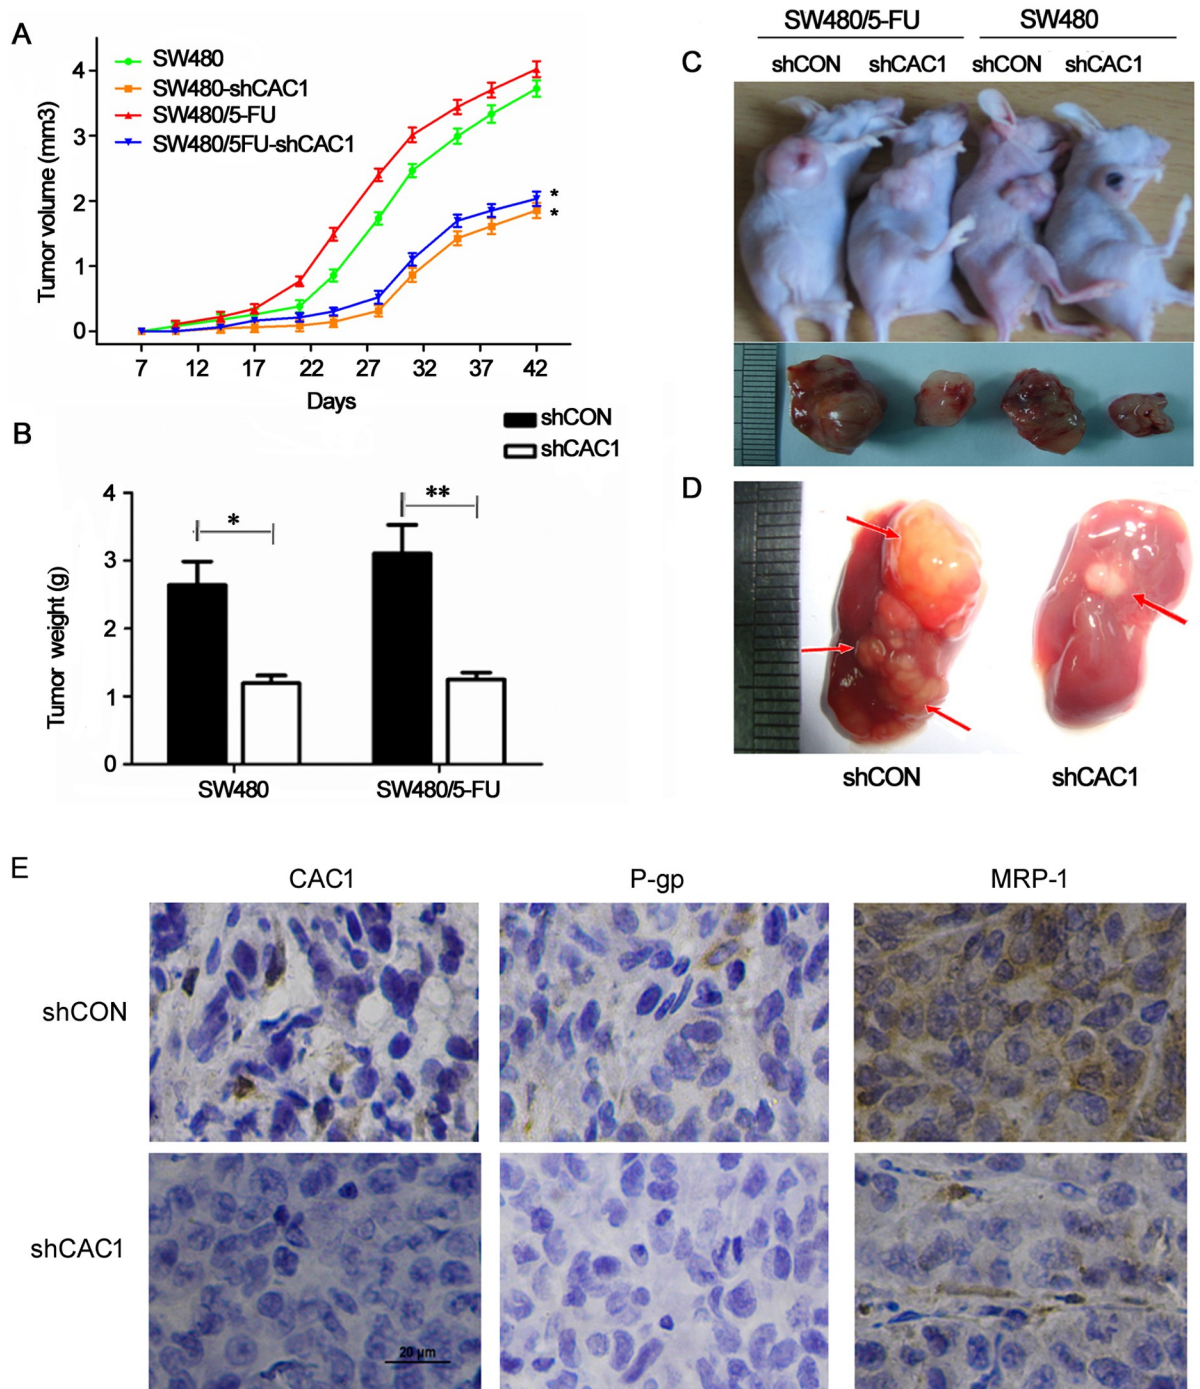 A
SW480
SW480-shCAC1
SW480/5-FU
SW480/5FU-shCAC1
Tumor volume (mm3)
4
3
2
1
0
*
*
7 12 17 22 27 32 37 42
Days
B
shCON
shCAC1
Tumor weight (g)
4
3
2
1
0
*
**
SW480 SW480/5-FU
C
SW480/5-FU SW480
shCON shCAC1 shCON shCAC1
D
shCON shCAC1
E
CAC1 P-gp MRP-1
shCON
shCAC1
20 μm